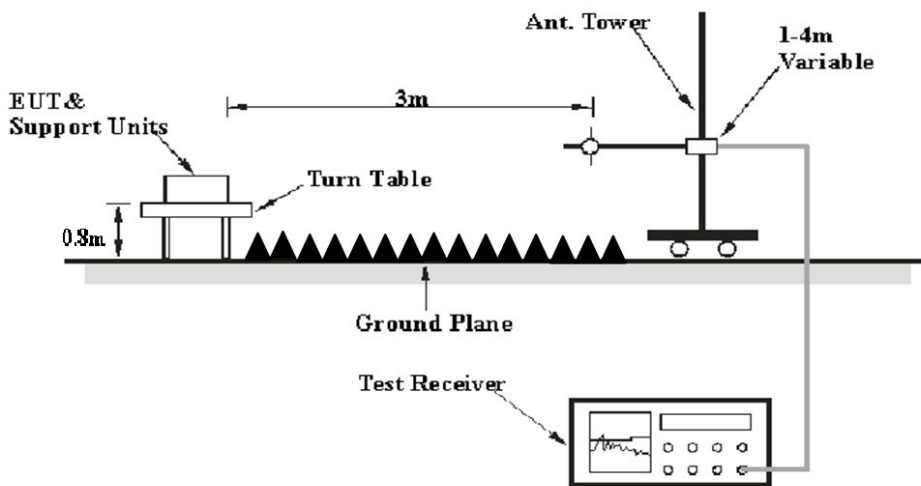 Ant. Tower
1-4m
Variable
EUT &
Support Units
3m
Turn Table
0.8m
Ground Plane
Test Receiver